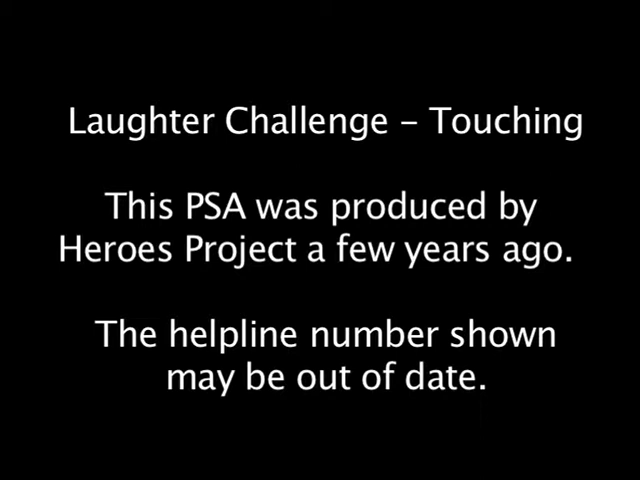 Laughter Challenge – Touching
This PSA was produced by
Heroes Project a few years ago.
The helpline number shown
may be out of date.